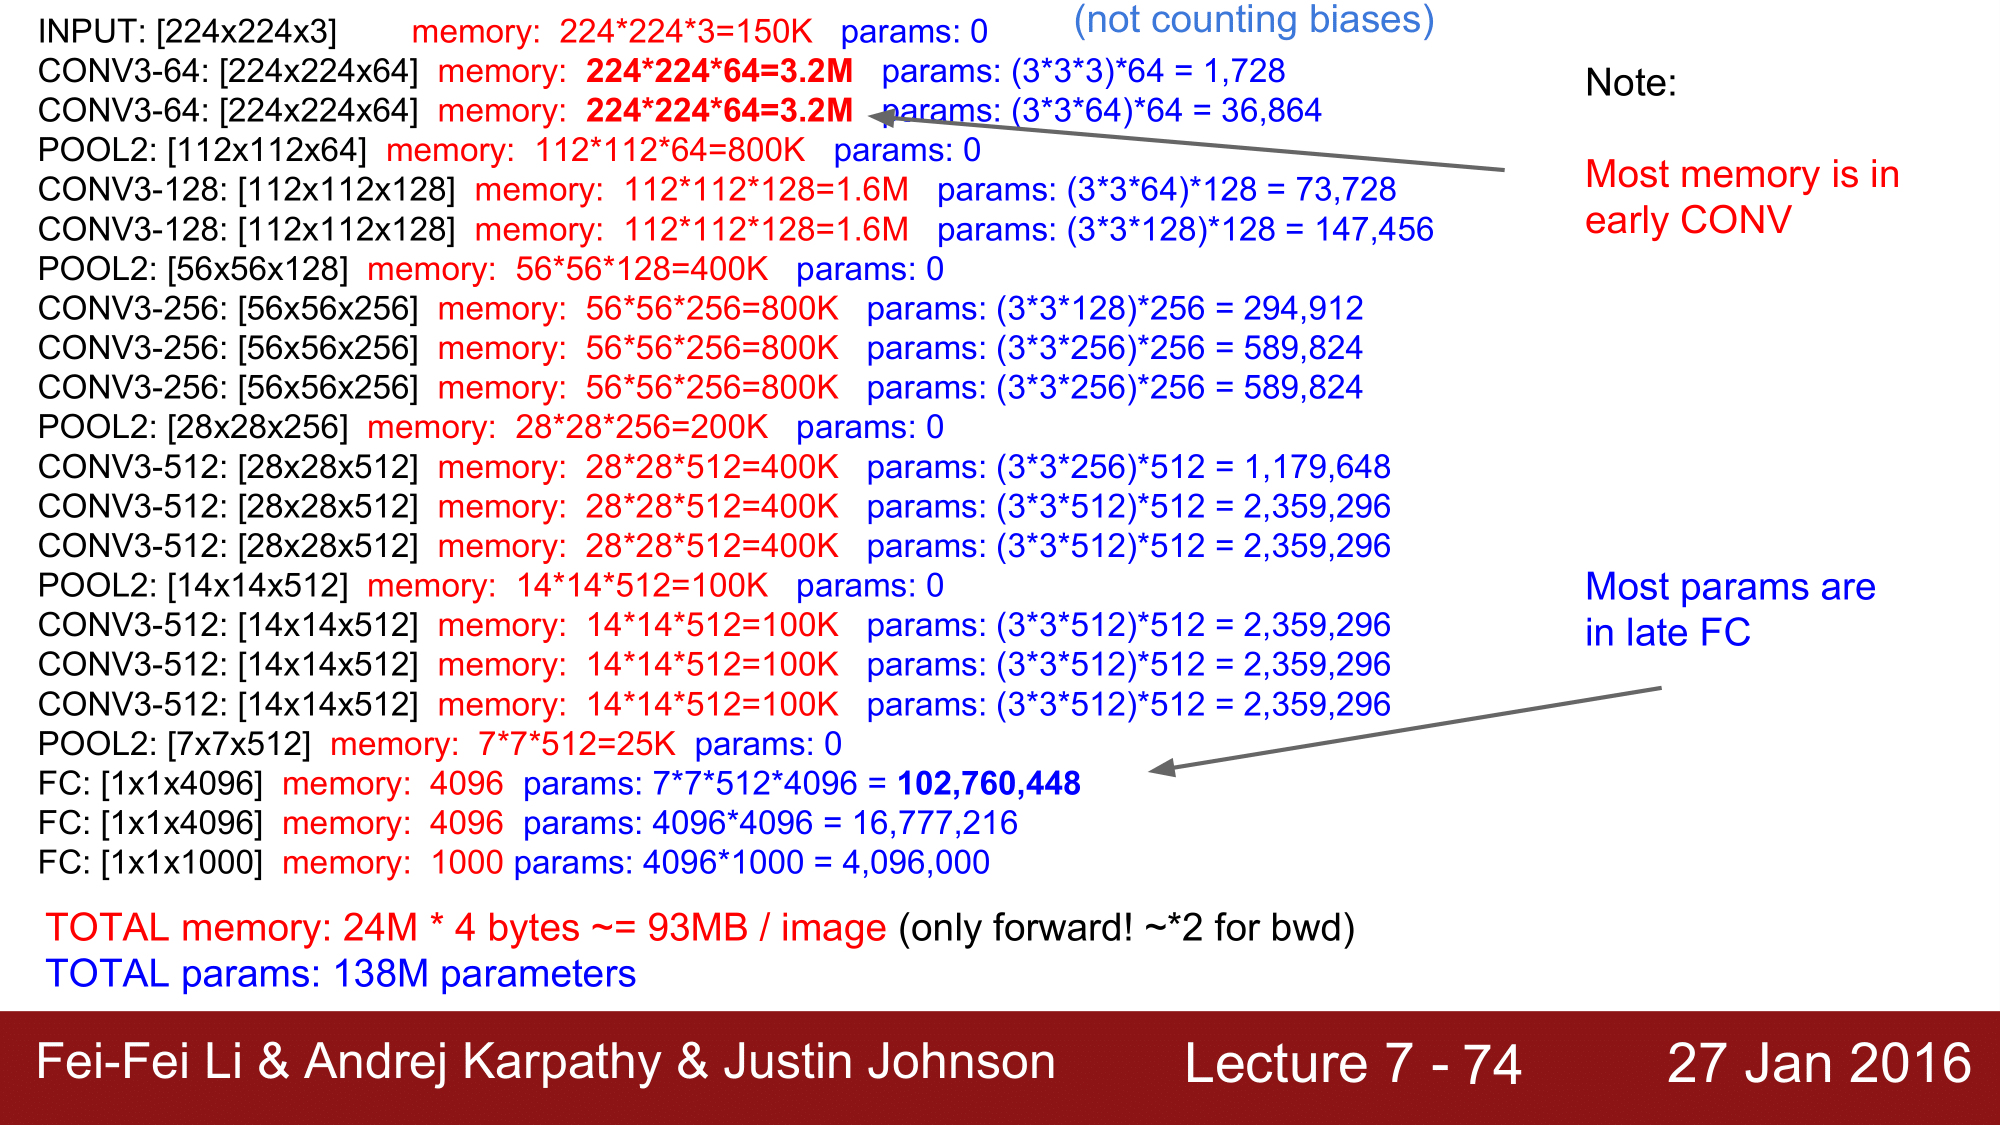 (not counting biases)
INPUT: [224x224x3] memory: 224*224*3=150K params: 0
CONV3-64: [224x224x64] memory: 224*224*64=3.2M params: (3*3*3)*64 = 1,728
CONV3-64: [224x224x64] memory: 224*224*64=3.2M params: (3*3*64)*64 = 36,864
POOL2: [112x112x64] memory: 112*112*64=800K params: 0
CONV3-128: [112x112x128] memory: 112*112*128=1.6M params: (3*3*64)*128 = 73,728
CONV3-128: [112x112x128] memory: 112*112*128=1.6M params: (3*3*128)*128 = 147,456
POOL2: [56x56x128] memory: 56*56*128=400K params: 0
CONV3-256: [56x56x256] memory: 56*56*256=800K params: (3*3*128)*256 = 294,912
CONV3-256: [56x56x256] memory: 56*56*256=800K params: (3*3*256)*256 = 589,824
CONV3-256: [56x56x256] memory: 56*56*256=800K params: (3*3*256)*256 = 589,824
POOL2: [28x28x256] memory: 28*28*256=200K params: 0
CONV3-512: [28x28x512] memory: 28*28*512=400K params: (3*3*256)*512 = 1,179,648
CONV3-512: [28x28x512] memory: 28*28*512=400K params: (3*3*512)*512 = 2,359,296
CONV3-512: [28x28x512] memory: 28*28*512=400K params: (3*3*512)*512 = 2,359,296
POOL2: [14x14x512] memory: 14*14*512=100K params: 0
CONV3-512: [14x14x512] memory: 14*14*512=100K params: (3*3*512)*512 = 2,359,296
CONV3-512: [14x14x512] memory: 14*14*512=100K params: (3*3*512)*512 = 2,359,296
CONV3-512: [14x14x512] memory: 14*14*512=100K params: (3*3*512)*512 = 2,359,296
POOL2: [7x7x512] memory: 7*7*512=25K params: 0
FC: [1x1x4096] memory: 4096 params: 7*7*512*4096 = 102,760,448
FC: [1x1x4096] memory: 4096 params: 4096*4096 = 16,777,216
FC: [1x1x1000] memory: 1000 params: 4096*1000 = 4,096,000
TOTAL memory: 24M * 4 bytes ~= 93MB / image (only forward! ~*2 for bwd)
TOTAL params: 138M parameters
Note:
Most memory is in
early CONV
Most params are
in late FC
Fei-Fei Li & Andrej Karpathy & Justin Johnson
Lecture 7 - 74
27 Jan 2016